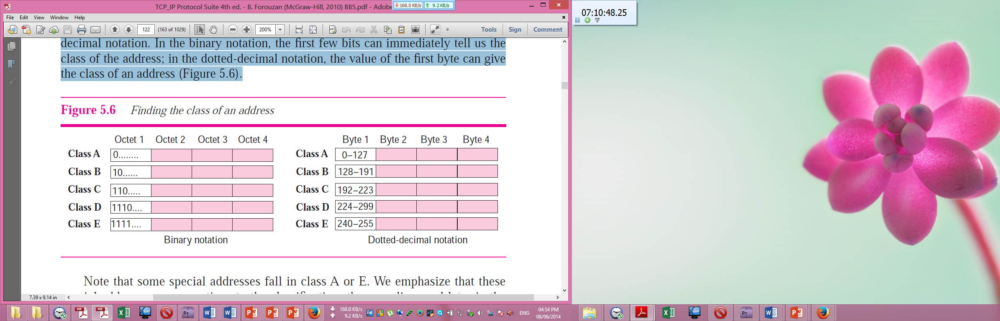 TCP_IP Protocol Suite 4th ed. - B. Forouzan (McGraw-Hill, 2010) BBS.pdf - Adobe
168.0 KB/s 9.2 KB/s
File Edit View Window Help
122 (163 of 1029) 200% Tools Sign Comment
decimal notation. In the binary notation, the first few bits can immediately tell us the
class of the address; in the dotted-decimal notation, the value of the first byte can give
the class of an address (Figure 5.6).
Figure 5.6 Finding the class of an address
Octet 1 Octet 2 Octet 3 Octet 4
Class A 0........
Class B 10......
Class C 110.....
Class D 1110....
Class E 1111....
Binary notation
Byte 1 Byte 2 Byte 3 Byte 4
Class A 0–127
Class B 128–191
Class C 192–223
Class D 224–299
Class E 240–255
Dotted-decimal notation
Note that some special addresses fall in class A or E. We emphasize that these
7.39 x 9.14 in
168.0 KB/s
9.2 KB/s
ENG
04:54 PM
08/06/2014
07:10:48.25